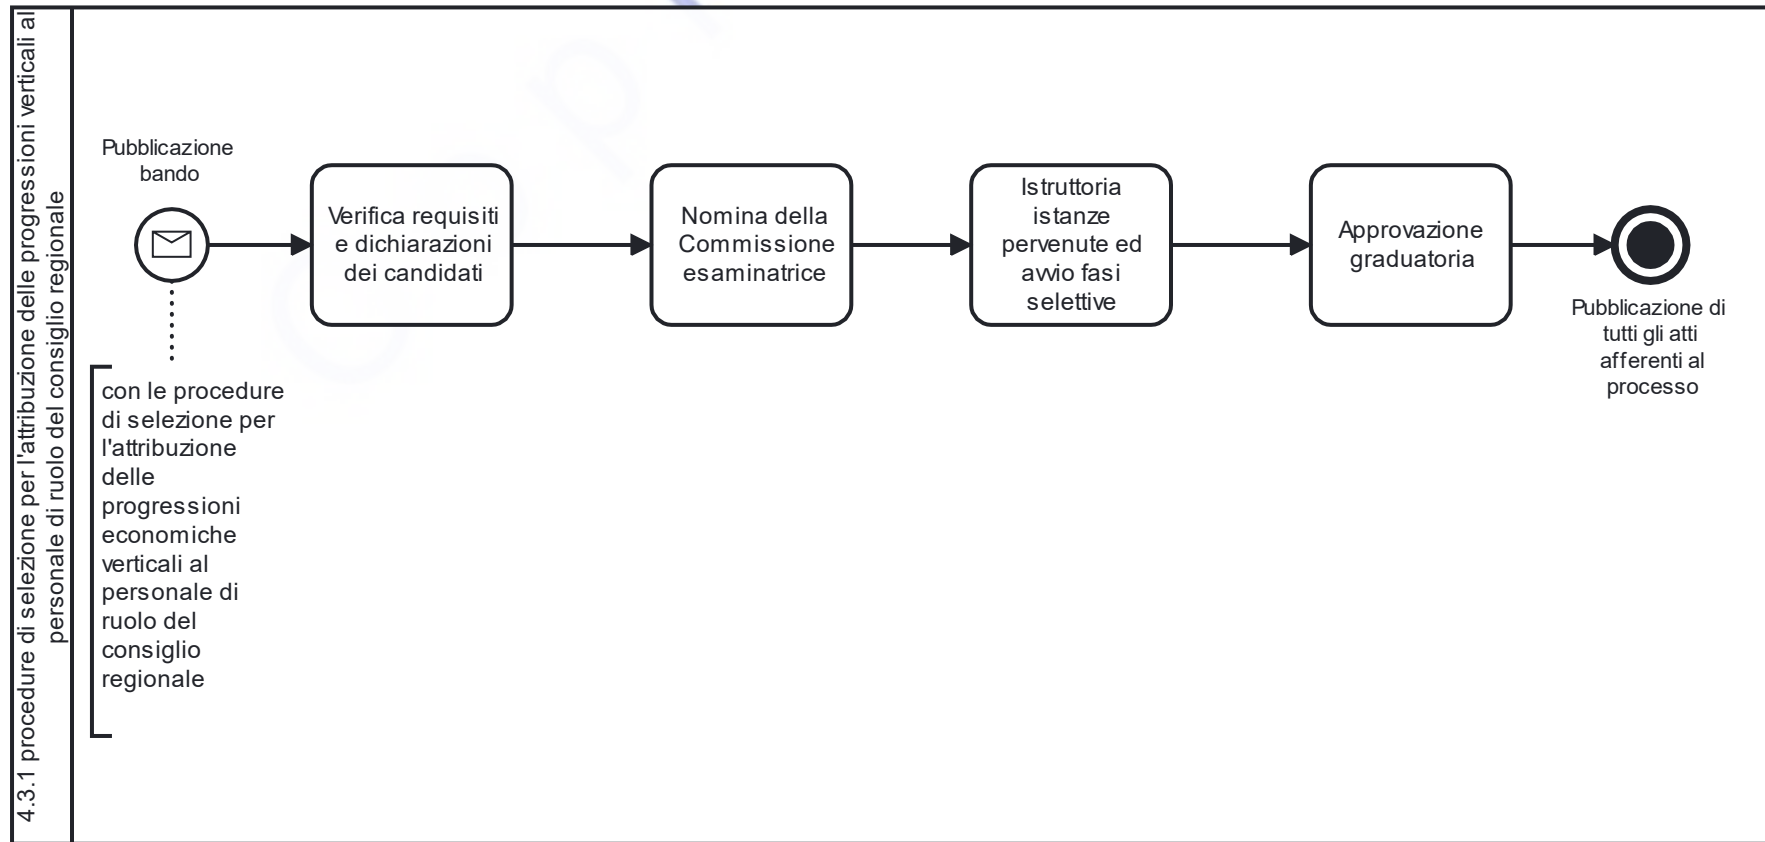 4.3.1 procedure di selezione per l'attribuzione delle progressioni verticali al
personale di ruolo del consiglio regionale
Pubblicazione
bando
Verifica requisiti
e dichiarazioni
dei candidati
Nomina della
Commissione
esaminatrice
Istruttoria
istanze
pervenute ed
avvio fasi
selettive
Approvazione
graduatoria
Pubblicazione di
tutti gli atti
afferenti al
processo
con le procedure
di selezione per
l'attribuzione
delle
progressioni
economiche
verticali al
personale di
ruolo del
consiglio
regionale